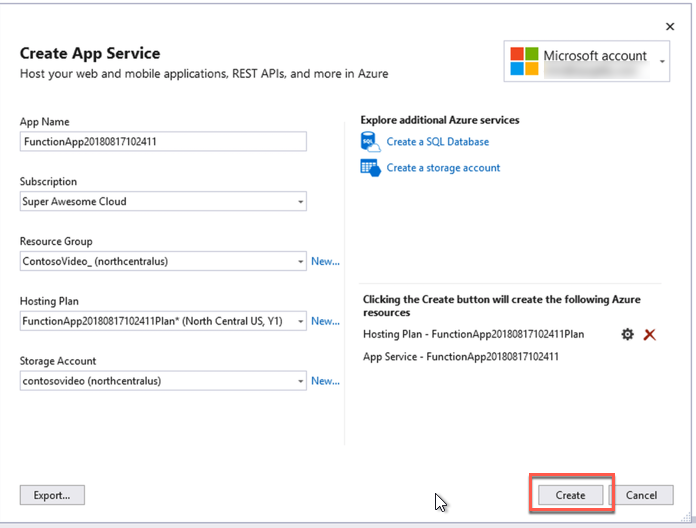 Create App Service
Host your web and mobile applications, REST APIs, and more in Azure
Microsoft account
App Name
FunctionApp20180817102411
Subscription
Super Awesome Cloud
Resource Group
ContosoVideo_ (northcentralus)
New...
Hosting Plan
FunctionApp20180817102411Plan* (North Central US, Y1)
New...
Storage Account
contosovideo (northcentralus)
New...
Explore additional Azure services
Create a SQL Database
Create a storage account
Clicking the Create button will create the following Azure
resources
Hosting Plan - FunctionApp20180817102411Plan
App Service - FunctionApp20180817102411
Export...
Create
Cancel